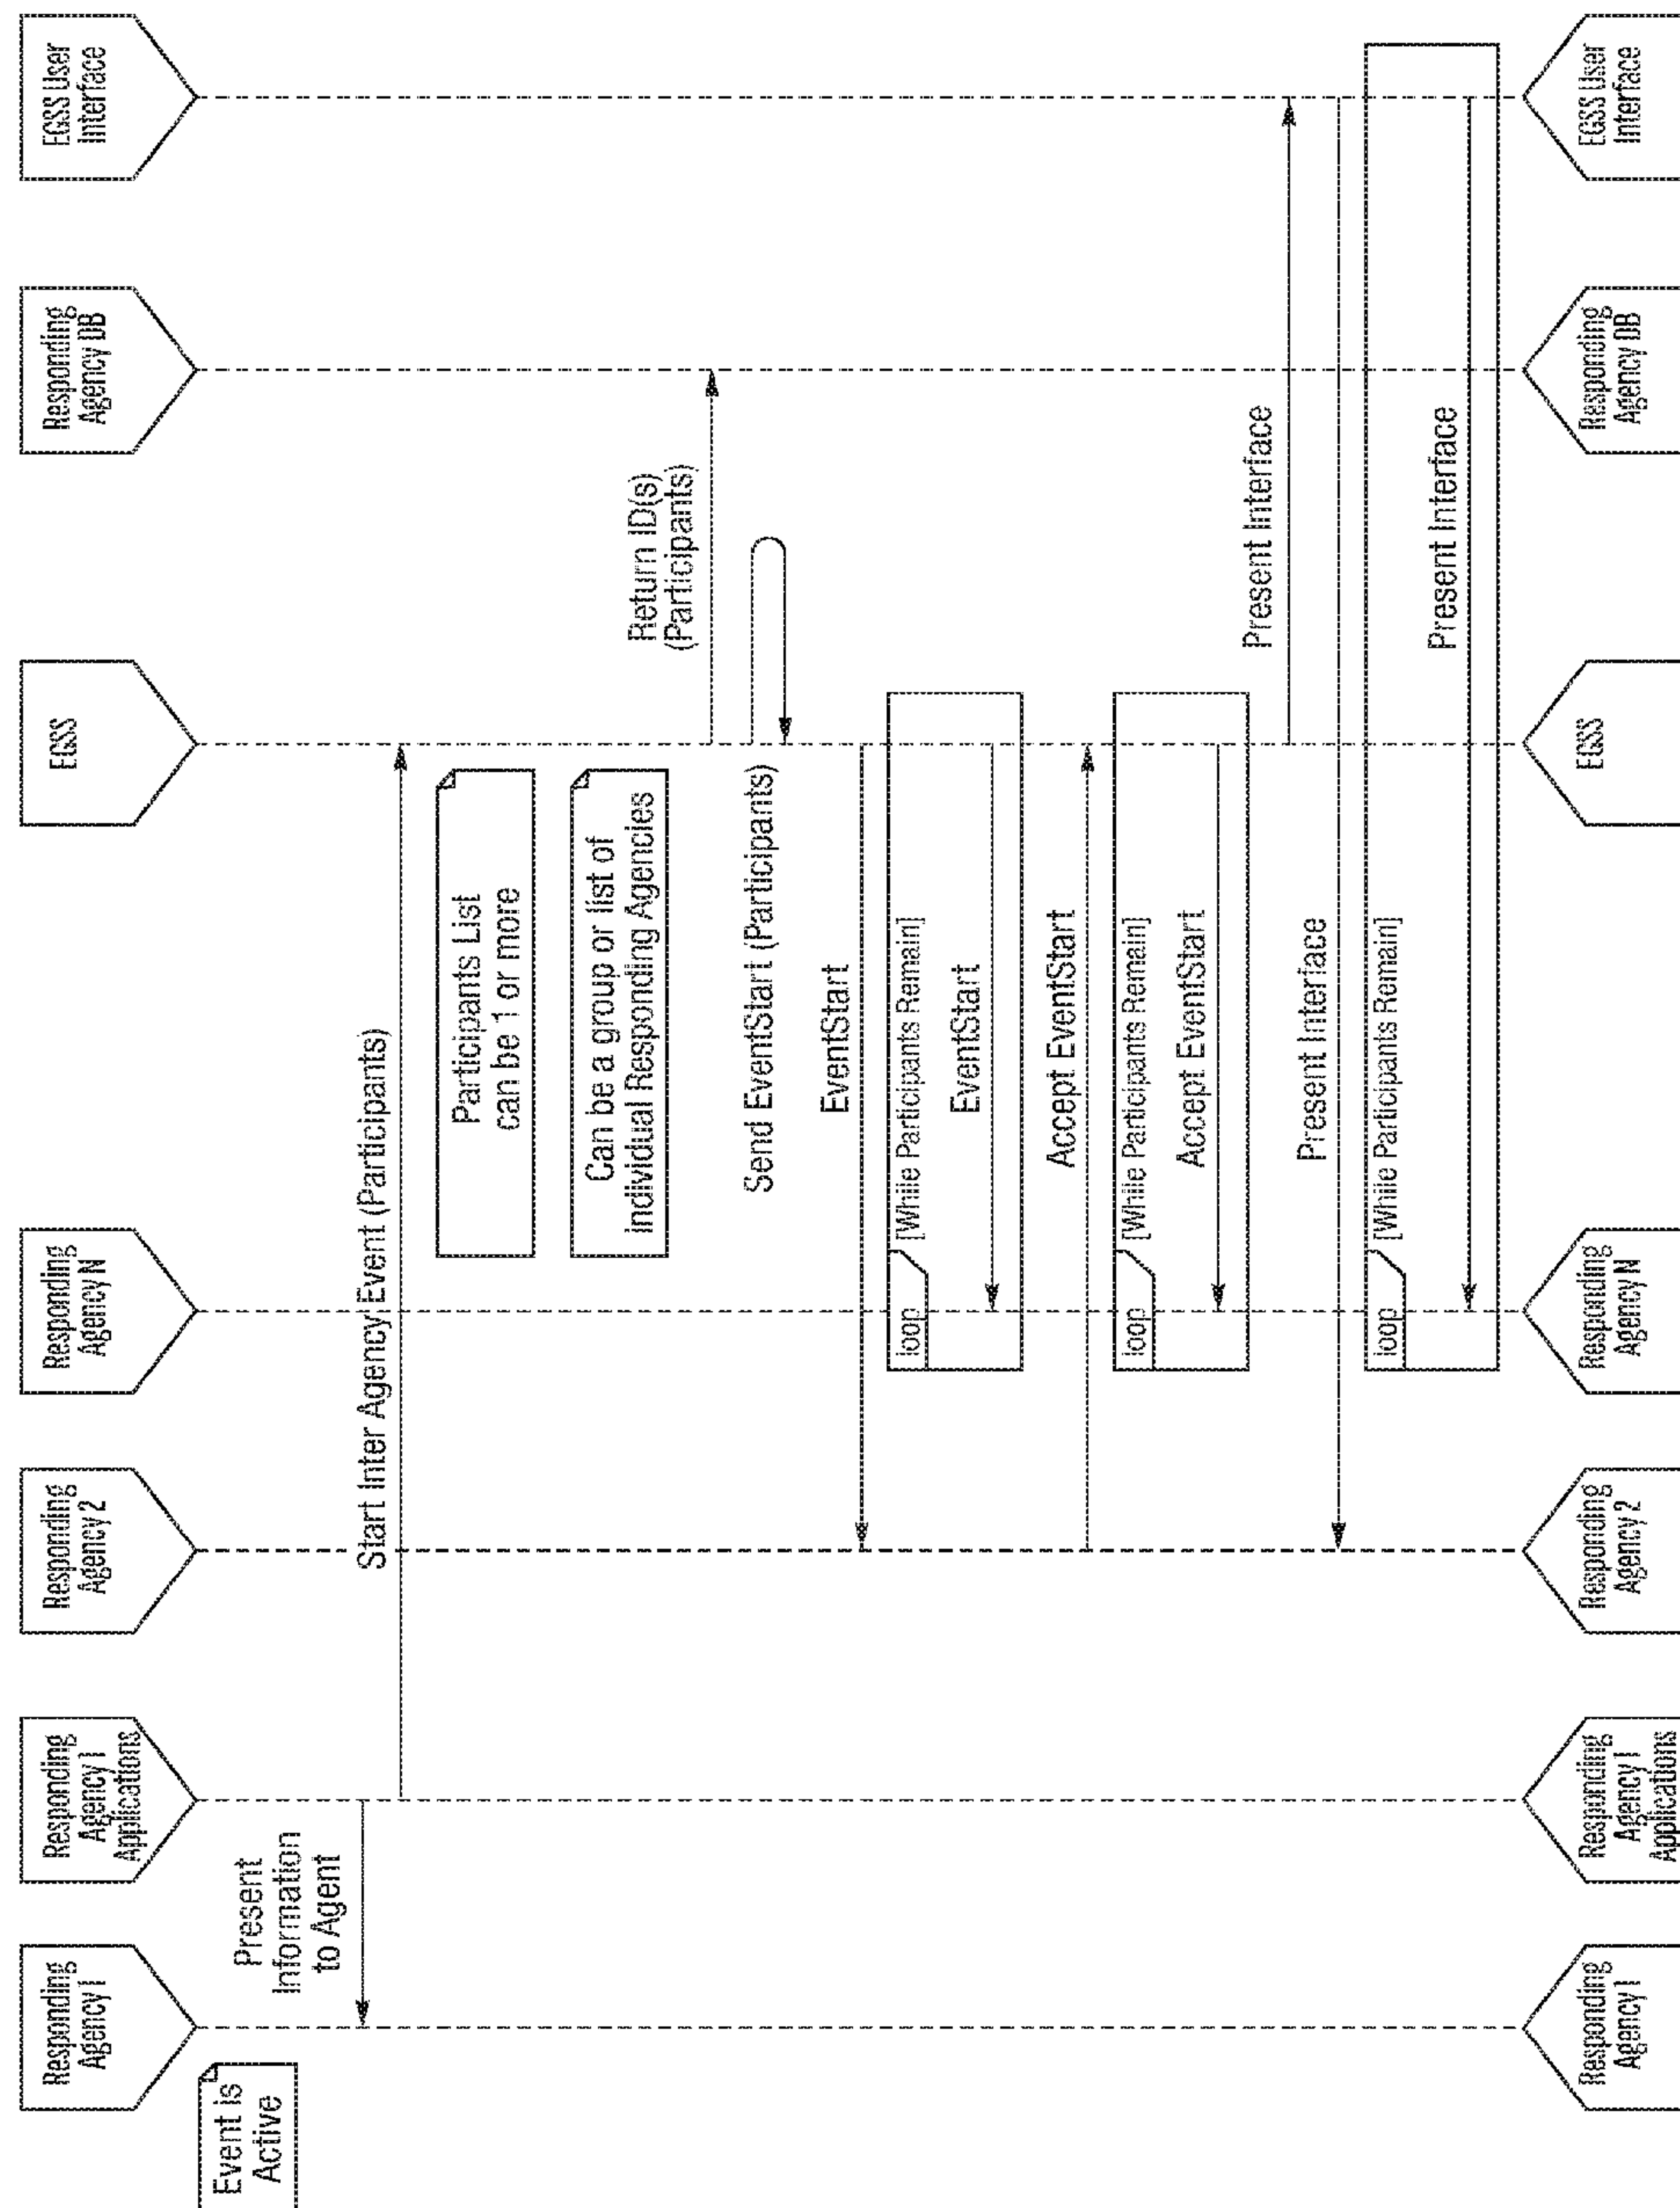 Responding
Agency 1
Responding
Agency 1
Applications
Responding
Agency 2
Responding
Agency N
EGSS
Responding
Agency DB
EGSS User
Interface
Event is
Active
Present
Information
to Agent
Start Inter Agency Event (Participants)
Participants List
can be 1 or more
Can be a group or list of
Individual Responding Agencies
Return ID(s)
(Participants)
Send EventStart (Participants)
EventStart
loop
[While Participants Remain]
EventStart
Accept EventStart
loop
[While Participants Remain]
Accept EventStart
Present Interface
Present Interface
loop
[While Participants Remain]
Present Interface
Responding
Agency 1
Responding
Agency 1
Applications
Responding
Agency 2
Responding
Agency N
EGSS
Responding
Agency DB
EGSS User
Interface